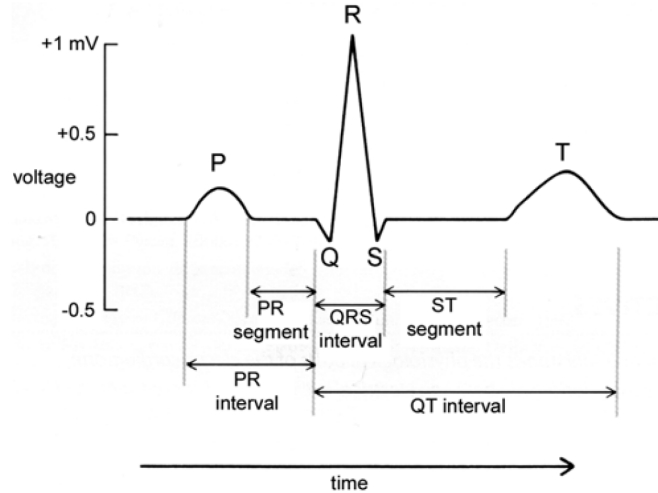 R
+1 mV
+0.5
P
T
voltage
0
Q
S
-0.5
PR
segment
QRS
interval
ST
segment
PR
interval
QT interval
time